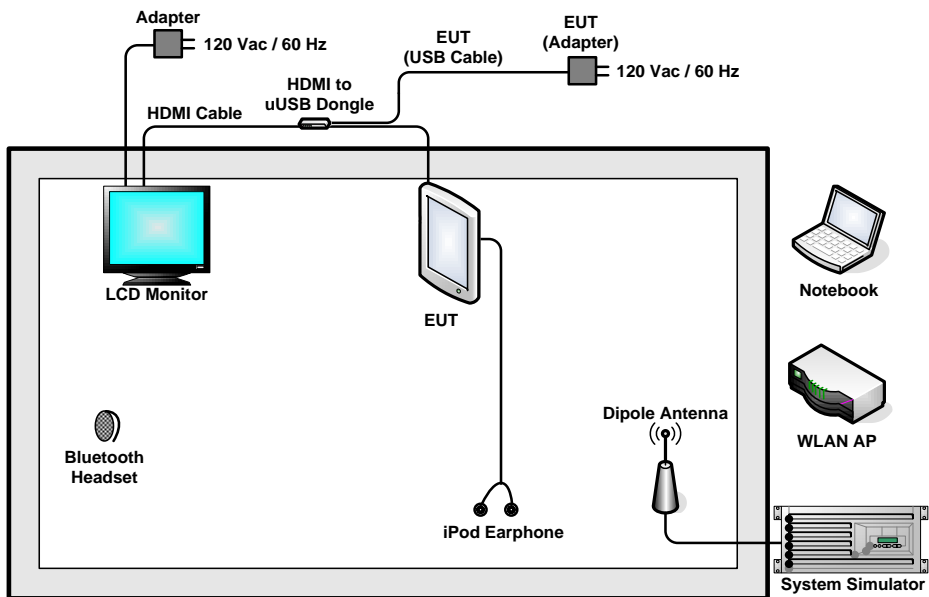 Adapter
120 Vac / 60 Hz
EUT
(USB Cable)
EUT
(Adapter)
120 Vac / 60 Hz
HDMI to
uUSB Dongle
HDMI Cable
LCD Monitor
EUT
Notebook
Dipole Antenna
WLAN AP
Bluetooth
Headset
iPod Earphone
System Simulator